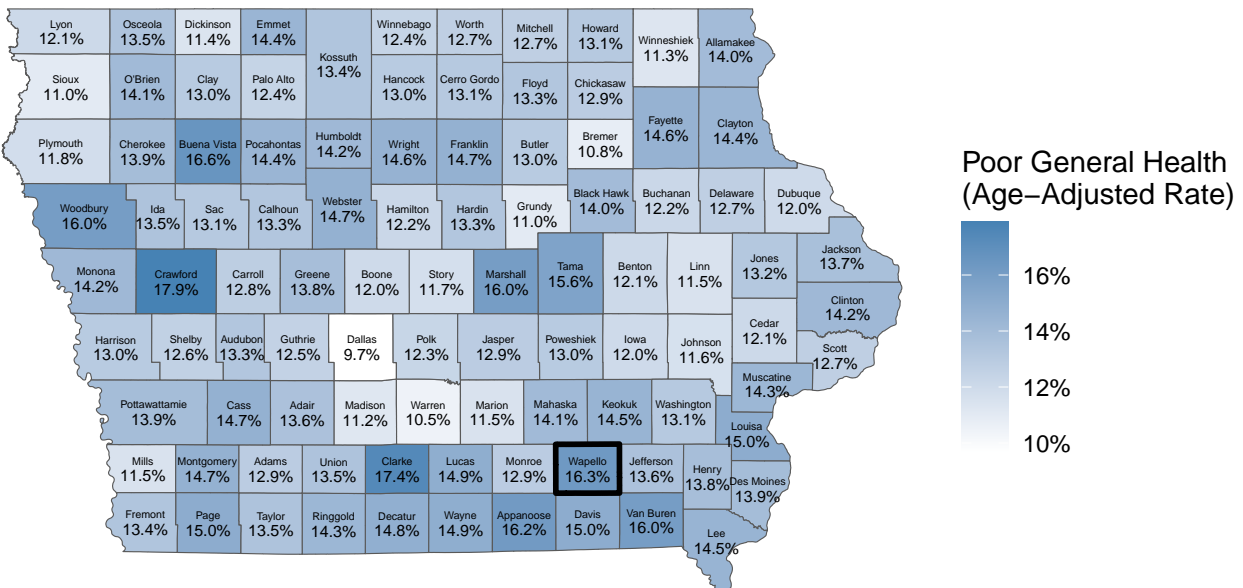 Lyon
12.1%
Osceola
13.5%
Dickinson
11.4%
Emmet
14.4%
Kossuth
13.4%
Winnebago
12.4%
Worth
12.7%
Mitchell
12.7%
Howard
13.1%
Winneshiek
11.3%
Allamakee
14.0%
Sioux
11.0%
O'Brien
14.1%
Clay
13.0%
Palo Alto
12.4%
Hancock
13.0%
Cerro Gordo
13.1%
Floyd
13.3%
Chickasaw
12.9%
Plymouth
11.8%
Cherokee
13.9%
Buena Vista
16.6%
Pocahontas
14.4%
Humboldt
14.2%
Wright
14.6%
Franklin
14.7%
Butler
13.0%
Bremer
10.8%
Fayette
14.6%
Clayton
14.4%
Woodbury
16.0%
Ida
13.5%
Sac
13.1%
Calhoun
13.3%
Webster
14.7%
Hamilton
12.2%
Hardin
13.3%
Grundy
11.0%
Black Hawk
14.0%
Buchanan
12.2%
Delaware
12.7%
Dubuque
12.0%
Monona
14.2%
Crawford
17.9%
Carroll
12.8%
Greene
13.8%
Boone
12.0%
Story
11.7%
Marshall
16.0%
Tama
15.6%
Benton
12.1%
Linn
11.5%
Jones
13.2%
Jackson
13.7%
Clinton
14.2%
Harrison
13.0%
Shelby
12.6%
Audubon
13.3%
Guthrie
12.5%
Dallas
9.7%
Polk
12.3%
Jasper
12.9%
Poweshiek
13.0%
Iowa
12.0%
Johnson
11.6%
Cedar
12.1%
Scott
12.7%
Muscatine
14.3%
Pottawattamie
13.9%
Cass
14.7%
Adair
13.6%
Madison
11.2%
Warren
10.5%
Marion
11.5%
Mahaska
14.1%
Keokuk
14.5%
Washington
13.1%
Louisa
15.0%
Mills
11.5%
Montgomery
14.7%
Adams
12.9%
Union
13.5%
Clarke
17.4%
Lucas
14.9%
Monroe
12.9%
Wapello
16.3%
Jefferson
13.6%
Henry
13.8%
Des Moines
13.9%
Fremont
13.4%
Page
15.0%
Taylor
13.5%
Ringgold
14.3%
Decatur
14.8%
Wayne
14.9%
Appanoose
16.2%
Davis
15.0%
Van Buren
16.0%
Lee
14.5%
Poor General Health
(Age−Adjusted Rate)
16%
14%
12%
10%